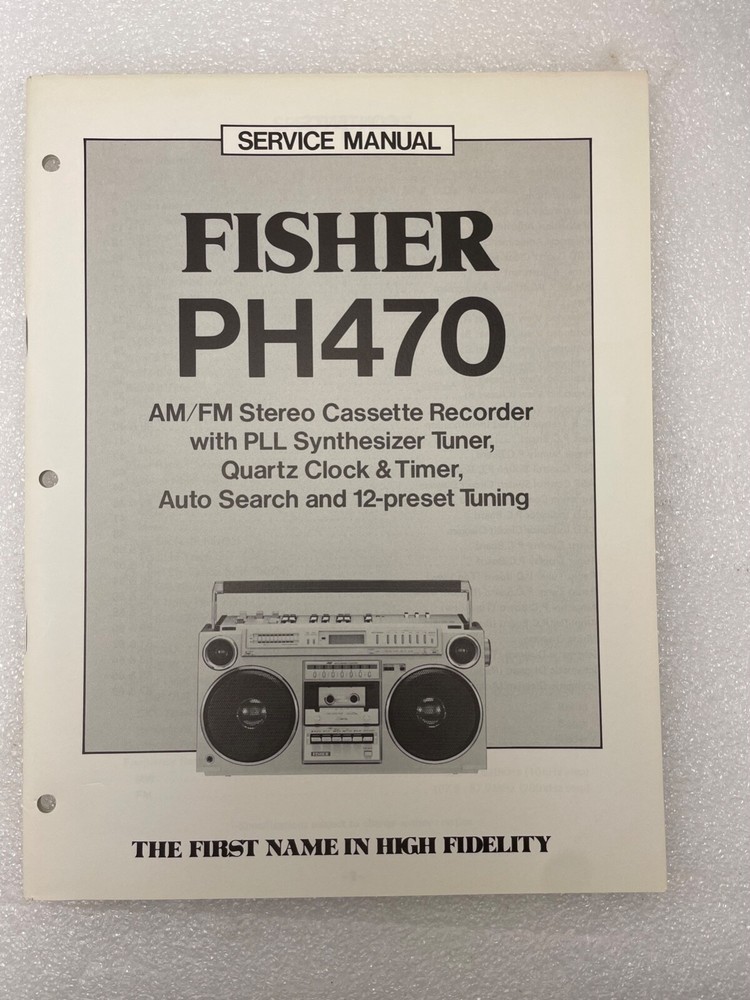 SERVICE MANUAL
FISHER
PH470
AM/FM Stereo Cassette Recorder
with PLL Synthesizer Tuner,
Quartz Clock & Timer,
Auto Search and 12-preset Tuning
FISHER
THE FIRST NAME IN HIGH FIDELITY